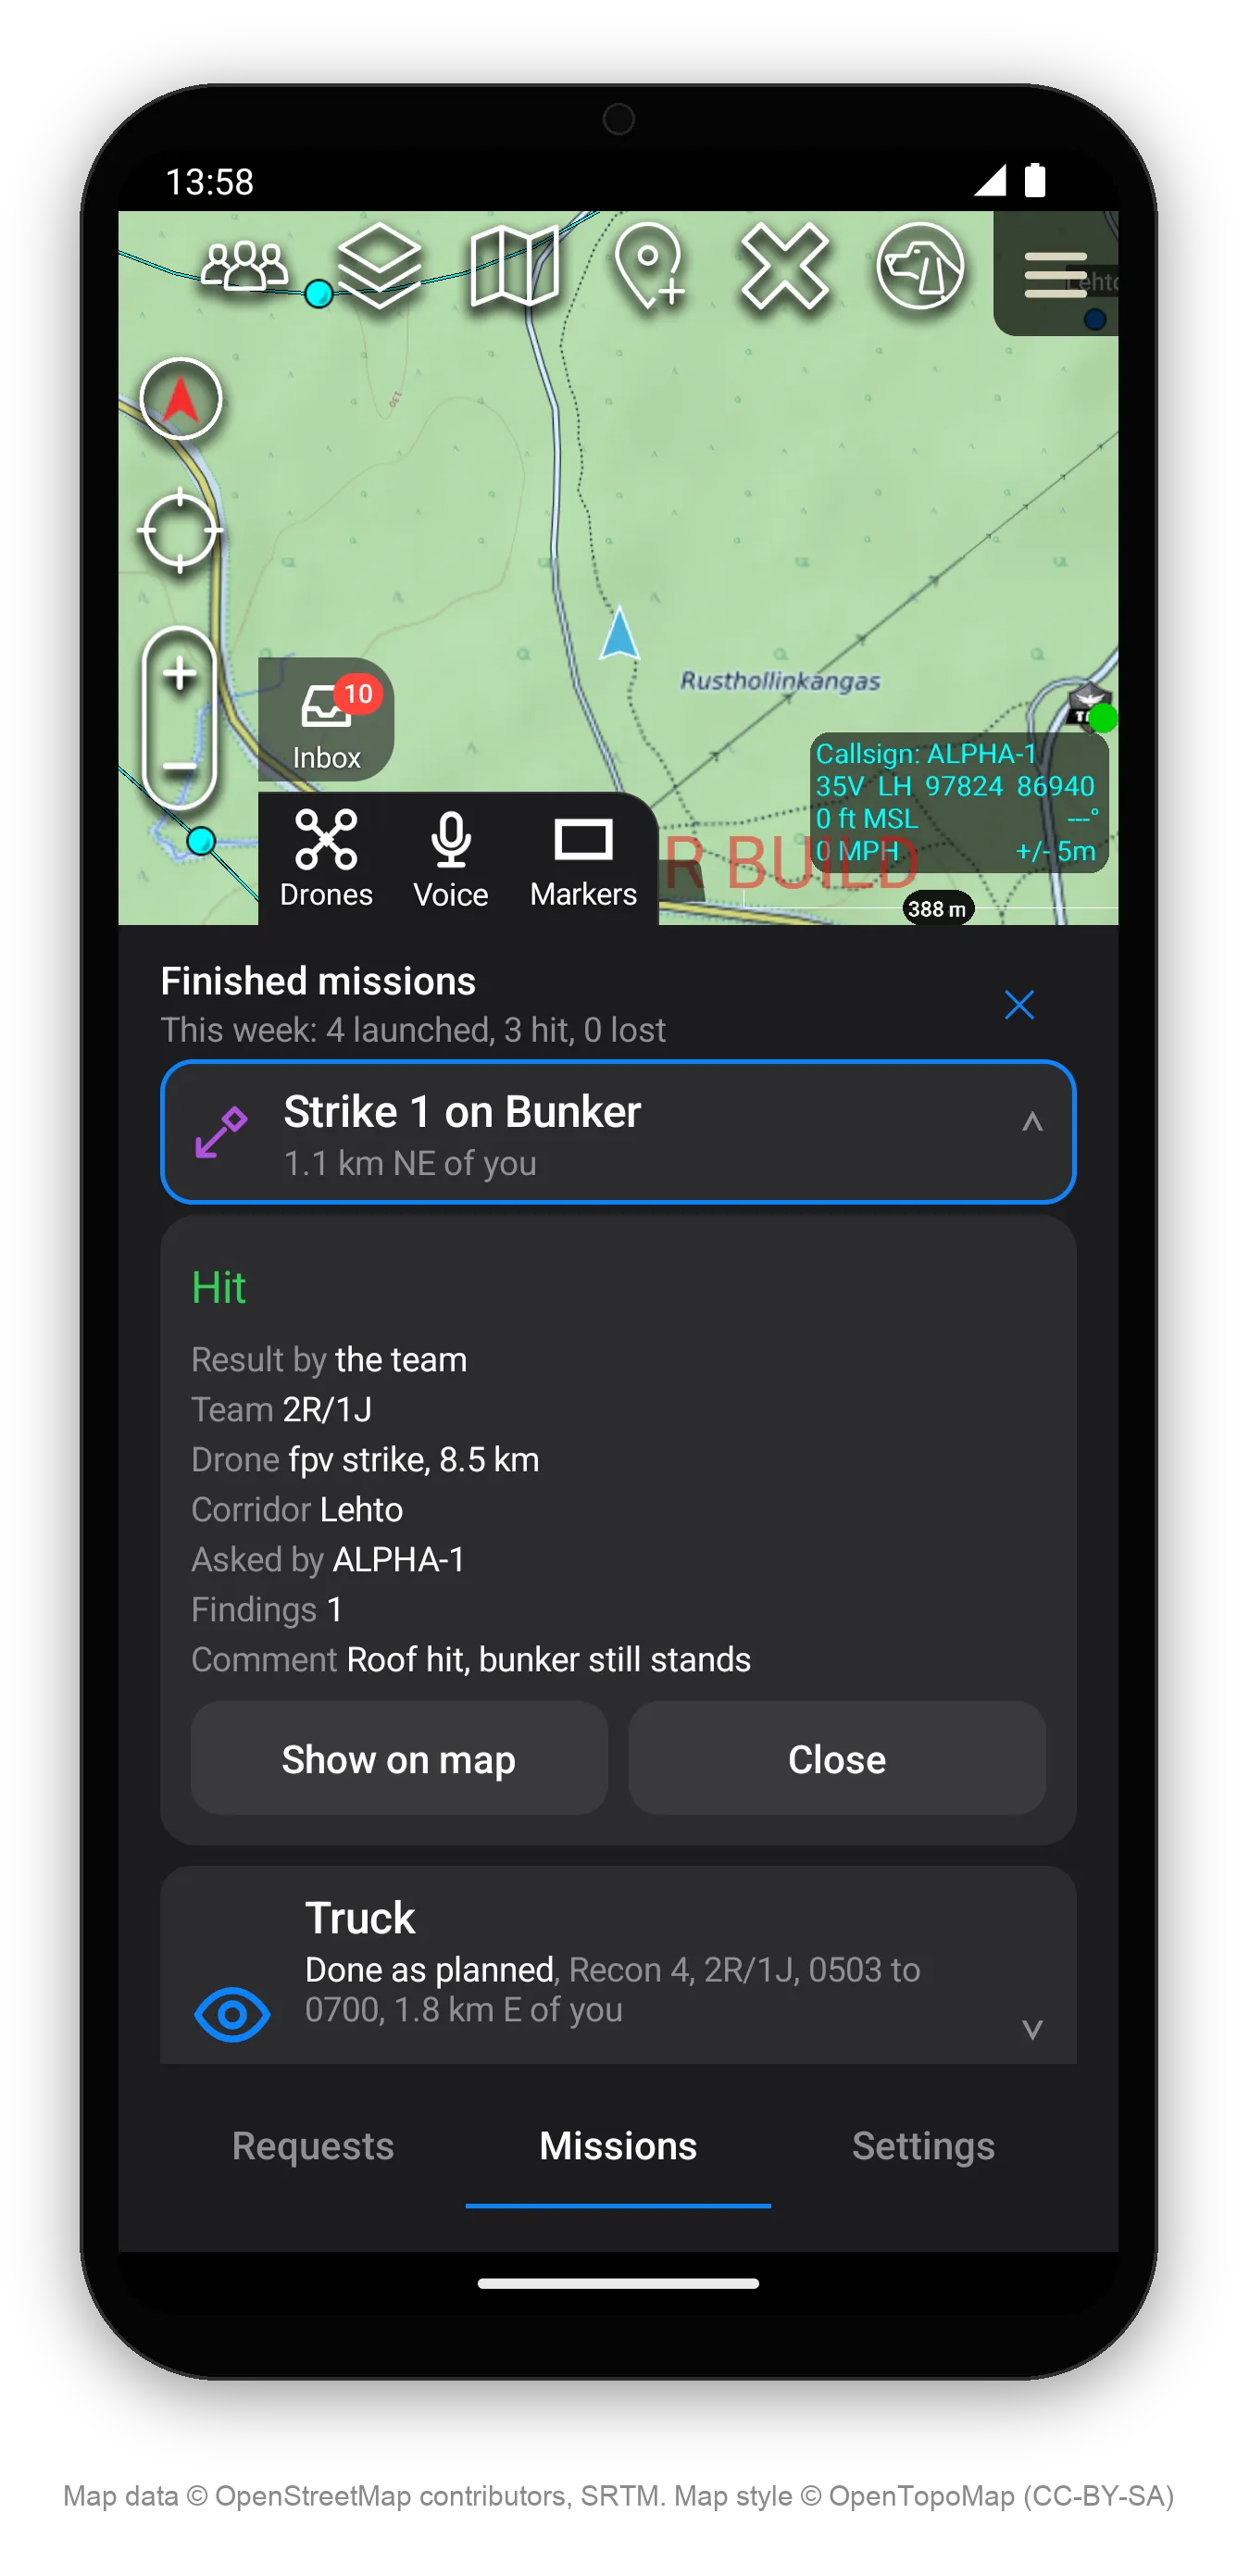 13:58
Lehto
130
Inbox
10
Rusthollinkangas
Callsign: ALPHA-1
35V LH 97824 86940
0 ft MSL ---°
0 MPH +/- 5m
R BUILD
388 m
Drones Voice Markers
Finished missions
This week: 4 launched, 3 hit, 0 lost
Strike 1 on Bunker
1.1 km NE of you
Hit
Result by the team
Team 2R/1J
Drone fpv strike, 8.5 km
Corridor Lehto
Asked by ALPHA-1
Findings 1
Comment Roof hit, bunker still stands
Show on map Close
Truck
Done as planned, Recon 4, 2R/1J, 0503 to
0700, 1.8 km E of you
Requests Missions Settings
Map data © OpenStreetMap contributors, SRTM. Map style © OpenTopoMap (CC-BY-SA)